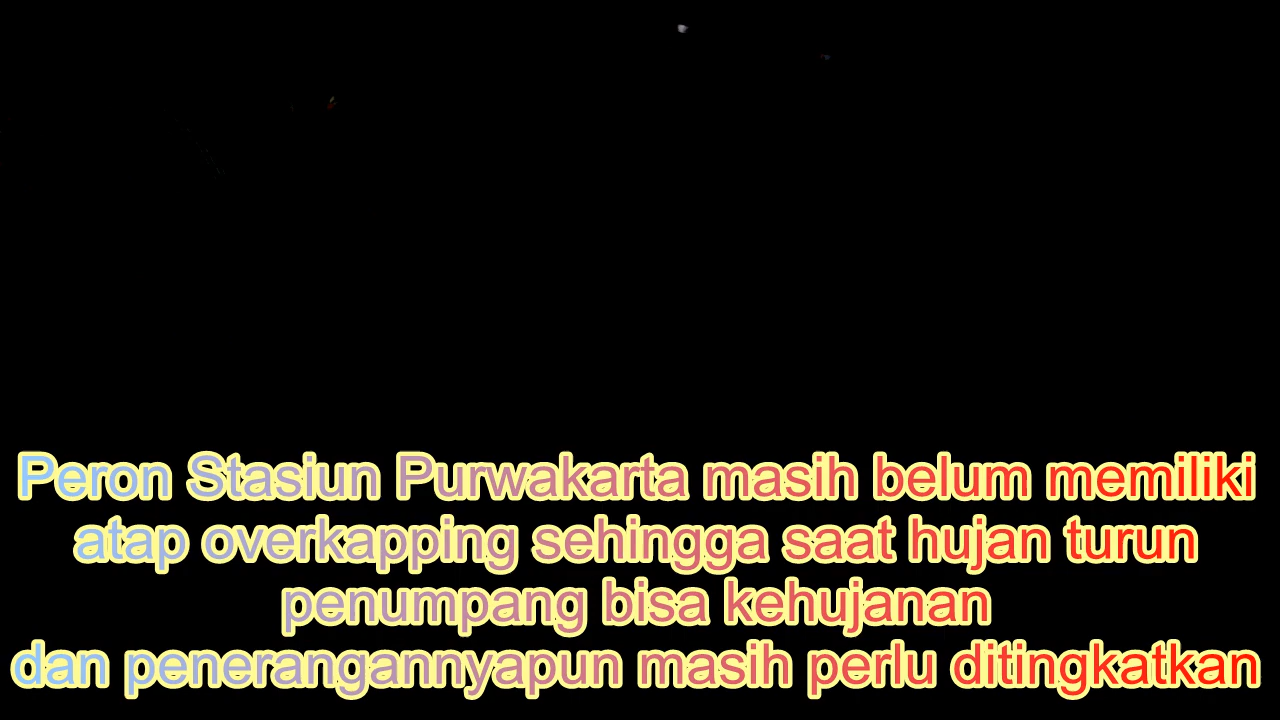 Peron Stasiun Purwakarta masih belum memiliki
atap overkapping sehingga saat hujan turun
penumpang bisa kehujanan
dan penerangannyapun masih perlu ditingkatkan